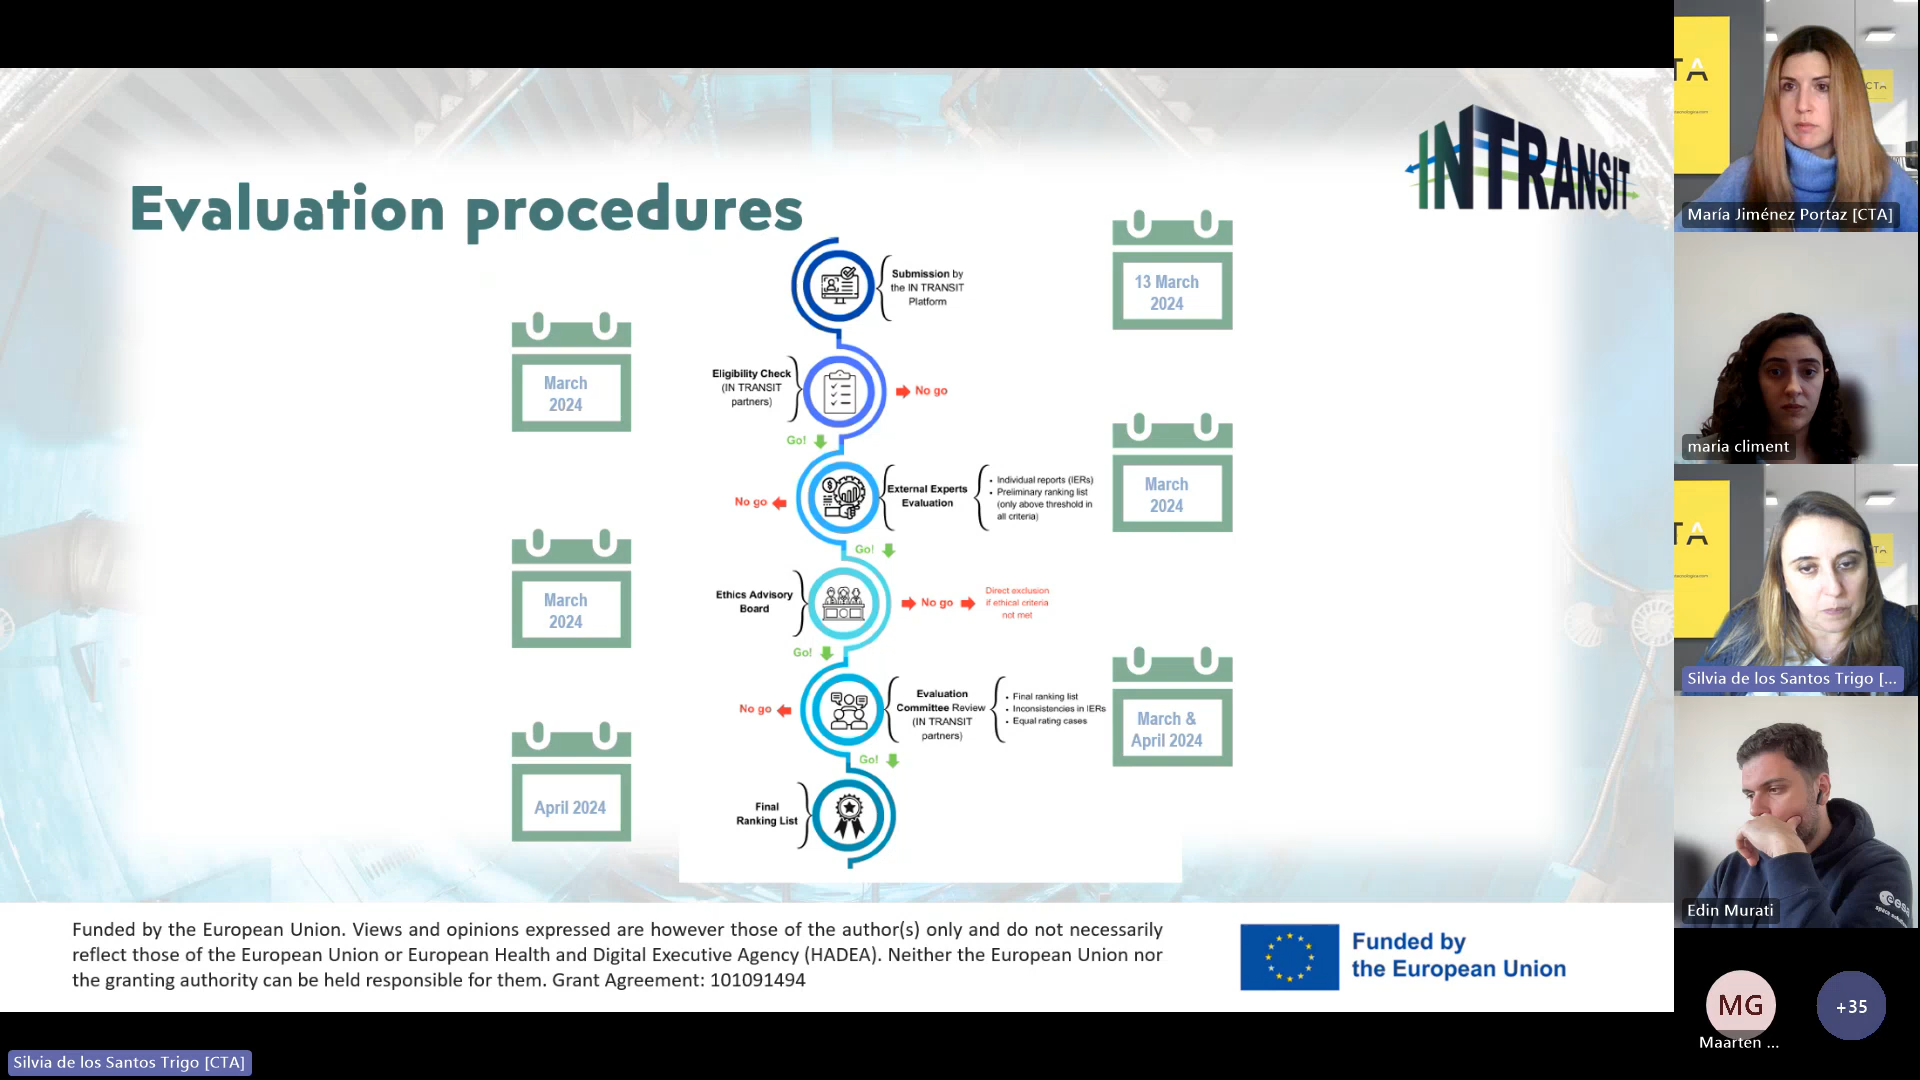 Evaluation procedures
INTRANSIT
Submission by
the IN TRANSIT
Platform
13 March
2024
March
2024
Eligibility Check
(IN TRANSIT
partners)
No go
Go!
No go
External Experts
Evaluation
• Individual reports (IERs)
• Preliminary ranking list
(only above threshold in
all criteria)
March
2024
Go!
March
2024
Ethics Advisory
Board
No go
Direct exclusion
if ethical criteria
not met
Go!
No go
Evaluation
Committee Review
(IN TRANSIT
partners)
• Final ranking list
• Inconsistencies in IERs
• Equal rating cases
March &
April 2024
Go!
April 2024
Final
Ranking List
Funded by the European Union. Views and opinions expressed are however those of the author(s) only and do not necessarily
reflect those of the European Union or European Health and Digital Executive Agency (HADEA). Neither the European Union nor
the granting authority can be held responsible for them. Grant Agreement: 101091494
Funded by
the European Union
Silvia de los Santos Trigo [CTA]
TA
CTA
María Jiménez Portaz [CTA]
maria climent
TA
Silvia de los Santos Trigo [...
esa
Edin Murati
MG
Maarten ...
+35